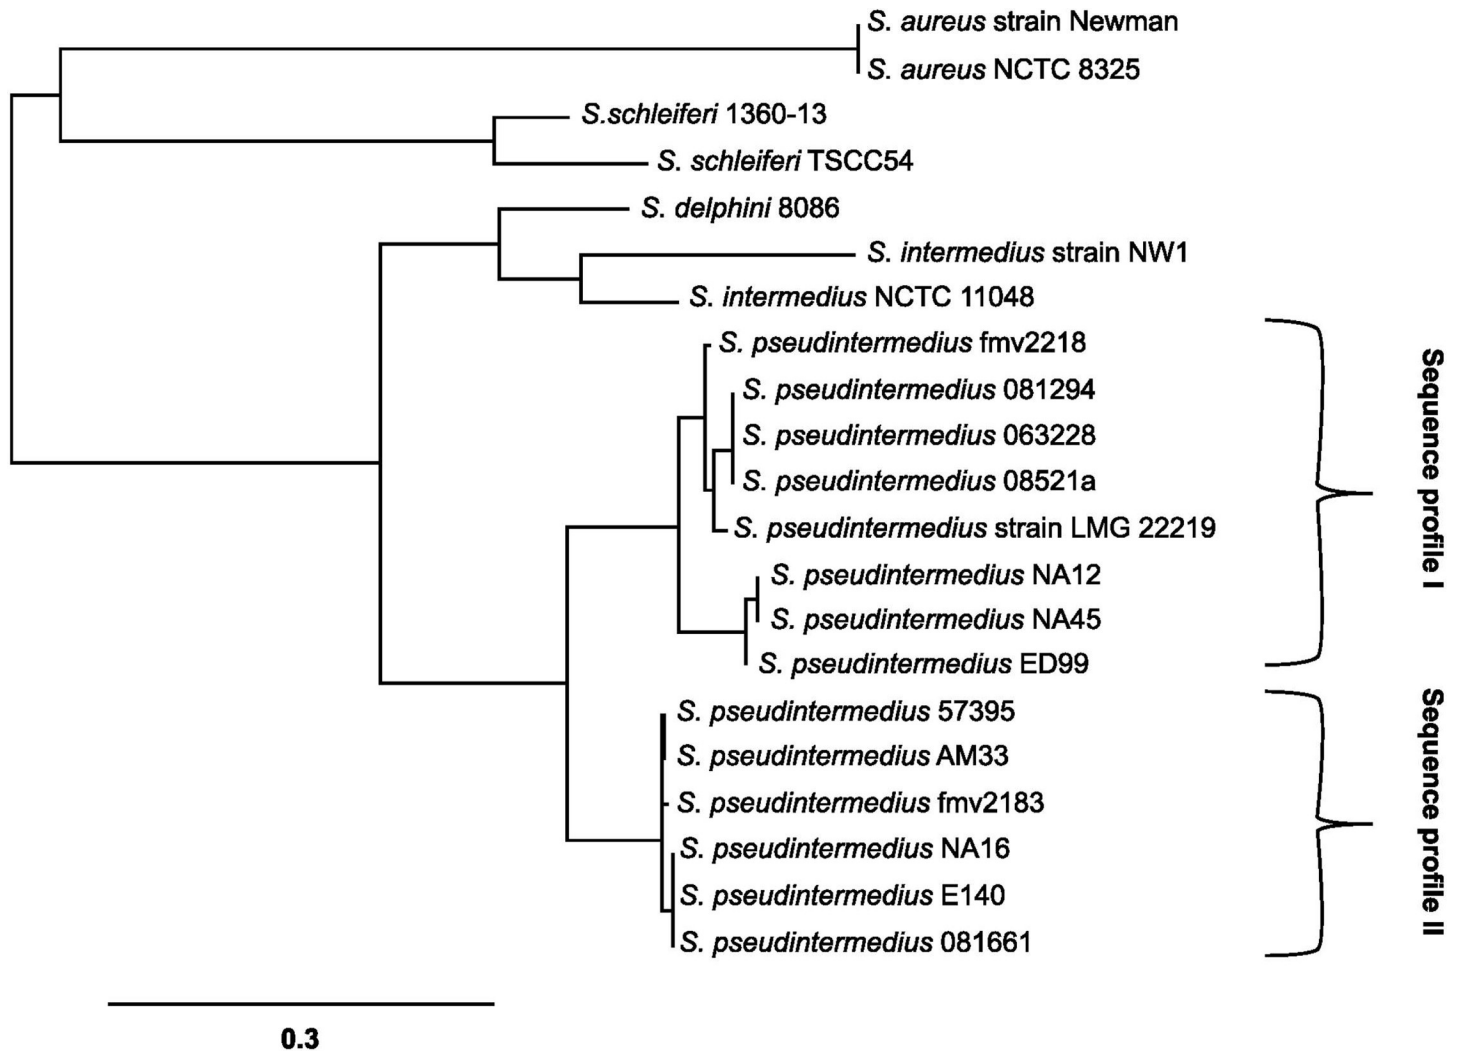 S. aureus strain Newman
S. aureus NCTC 8325
S.schleiferi 1360-13
S. schleiferi TSCC54
S. delphini 8086
S. intermedius strain NW1
S. intermedius NCTC 11048
S. pseudintermedius fmv2218
S. pseudintermedius 081294
S. pseudintermedius 063228
S. pseudintermedius 08521a
S. pseudintermedius strain LMG 22219
S. pseudintermedius NA12
S. pseudintermedius NA45
S. pseudintermedius ED99
Sequence profile I
S. pseudintermedius 57395
S. pseudintermedius AM33
S. pseudintermedius fmv2183
S. pseudintermedius NA16
S. pseudintermedius E140
S. pseudintermedius 081661
Sequence profile II
0.3